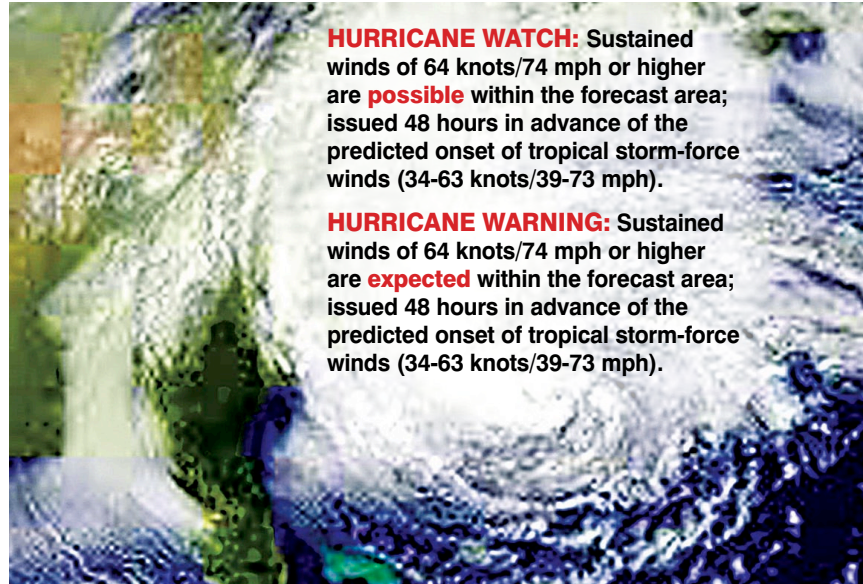 HURRICANE WATCH: Sustained
winds of 64 knots/74 mph or higher
are possible within the forecast area;
issued 48 hours in advance of the
predicted onset of tropical storm-force
winds (34-63 knots/39-73 mph).
HURRICANE WARNING: Sustained
winds of 64 knots/74 mph or higher
are expected within the forecast area;
issued 48 hours in advance of the
predicted onset of tropical storm-force
winds (34-63 knots/39-73 mph).